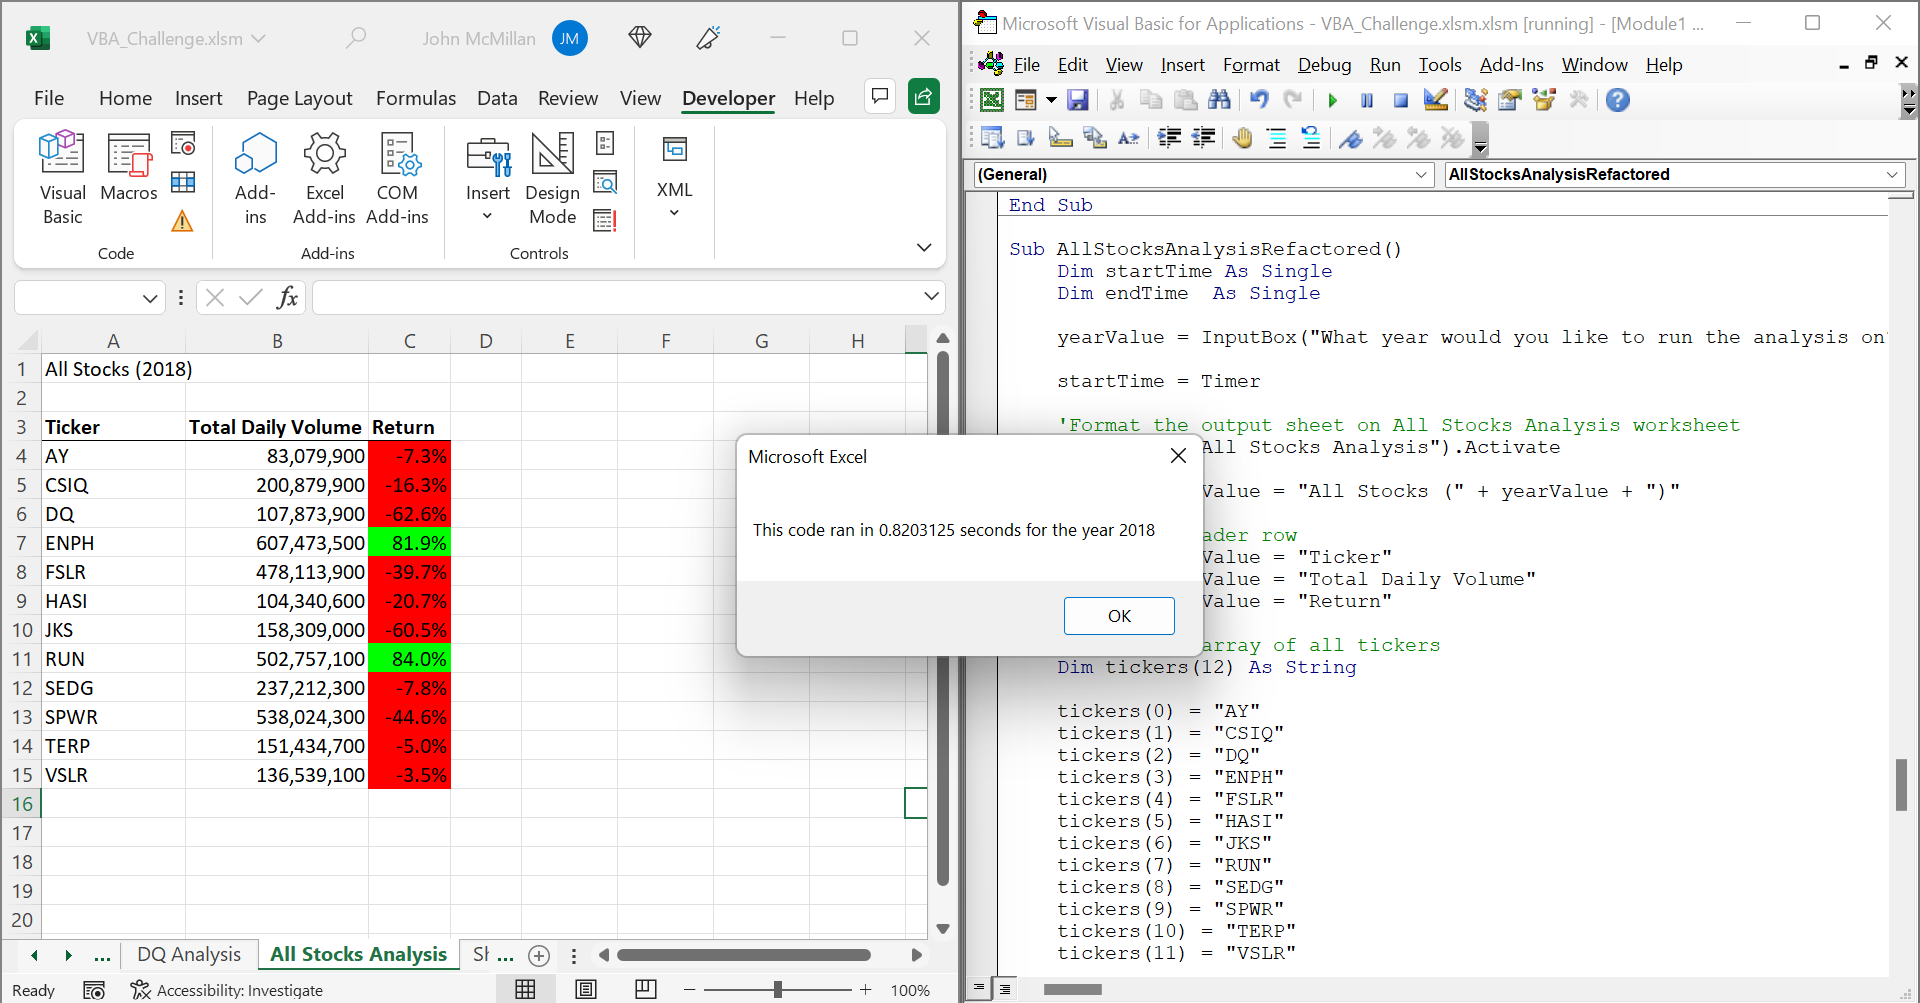 VBA_Challenge.xlsm
John McMillan
JM
File Home Insert Page Layout Formulas Data Review View Developer Help
Visual Basic
Macros
Code
Add-ins
Excel Add-ins
COM Add-ins
Add-ins
Insert
Design Mode
Controls
XML
fx
A B C D E F G H
1 All Stocks (2018)
2
3 Ticker Total Daily Volume Return
4 AY 83,079,900 -7.3%
5 CSIQ 200,879,900 -16.3%
6 DQ 107,873,900 -62.6%
7 ENPH 607,473,500 81.9%
8 FSLR 478,113,900 -39.7%
9 HASI 104,340,600 -20.7%
10 JKS 158,309,000 -60.5%
11 RUN 502,757,100 84.0%
12 SEDG 237,212,300 -7.8%
13 SPWR 538,024,300 -44.6%
14 TERP 151,434,700 -5.0%
15 VSLR 136,539,100 -3.5%
16
17
18
19
20
... DQ Analysis All Stocks Analysis Sh ...
Ready Accessibility: Investigate 100%
Microsoft Excel
This code ran in 0.8203125 seconds for the year 2018
OK
Microsoft Visual Basic for Applications - VBA_Challenge.xlsm.xlsm [running] - [Module1 ...
File Edit View Insert Format Debug Run Tools Add-Ins Window Help
(General) AllStocksAnalysisRefactored
End Sub
Sub AllStocksAnalysisRefactored()
Dim startTime As Single
Dim endTime As Single
yearValue = InputBox("What year would you like to run the analysis on
startTime = Timer
'Format the output sheet on All Stocks Analysis worksheet
All Stocks Analysis").Activate
Value = "All Stocks (" + yearValue + ")"
ader row
Value = "Ticker"
Value = "Total Daily Volume"
Value = "Return"
array of all tickers
Dim tickers(12) As String
tickers(0) = "AY"
tickers(1) = "CSIQ"
tickers(2) = "DQ"
tickers(3) = "ENPH"
tickers(4) = "FSLR"
tickers(5) = "HASI"
tickers(6) = "JKS"
tickers(7) = "RUN"
tickers(8) = "SEDG"
tickers(9) = "SPWR"
tickers(10) = "TERP"
tickers(11) = "VSLR"